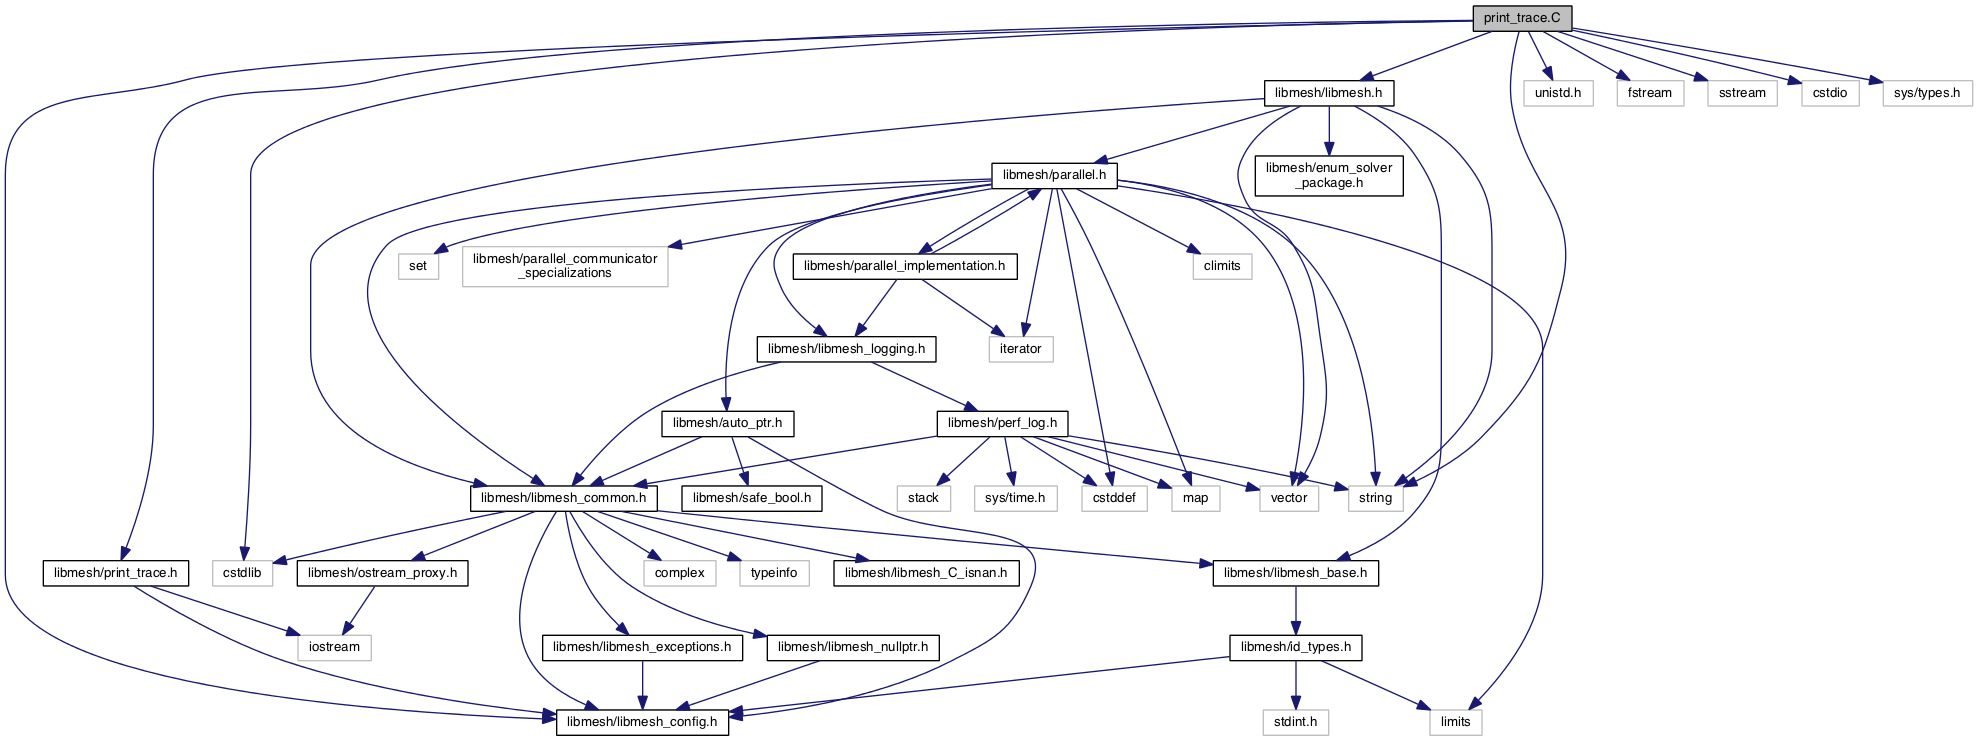 print_trace.C
libmesh/libmesh.h
unistd.h
fstream
sstream
cstdio
sys/types.h
libmesh/parallel.h
libmesh/enum_solver
_package.h
set
libmesh/parallel_communicator
_specializations
libmesh/parallel_implementation.h
climits
libmesh/libmesh_logging.h
iterator
libmesh/auto_ptr.h
libmesh/perf_log.h
libmesh/libmesh_common.h
libmesh/safe_bool.h
stack
sys/time.h
cstddef
map
vector
string
libmesh/print_trace.h
cstdlib
libmesh/ostream_proxy.h
complex
typeinfo
libmesh/libmesh_C_isnan.h
libmesh/libmesh_base.h
iostream
libmesh/libmesh_exceptions.h
libmesh/libmesh_nullptr.h
libmesh/id_types.h
libmesh/libmesh_config.h
stdint.h
limits